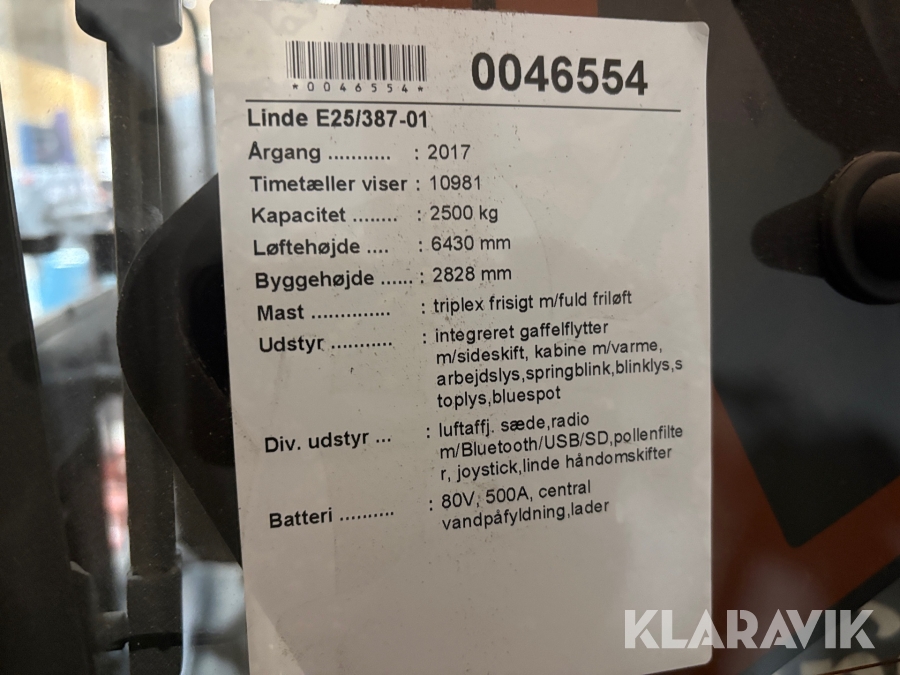 *0046554*
0046554
Linde E25/387-01
Årgang ........... : 2017
Timetæller viser : 10981
Kapacitet ........ : 2500 kg
Løftehøjde .... : 6430 mm
Byggehøjde ...... : 2828 mm
Mast .............. : triplex frisigt m/fuld friløft
Udstyr ........... : integreret gaffelflytter
m/sideskift, kabine m/varme,
arbejdslys,springblink,blinklys,s
toplys,bluespot
Div. udstyr ... : luftaffj. sæde,radio
m/Bluetooth/USB/SD,pollenfilte
r, joystick,linde håndomskifter
Batteri .......... : 80V, 500A, central
vandpåfyldning,lader
KLARAVIK